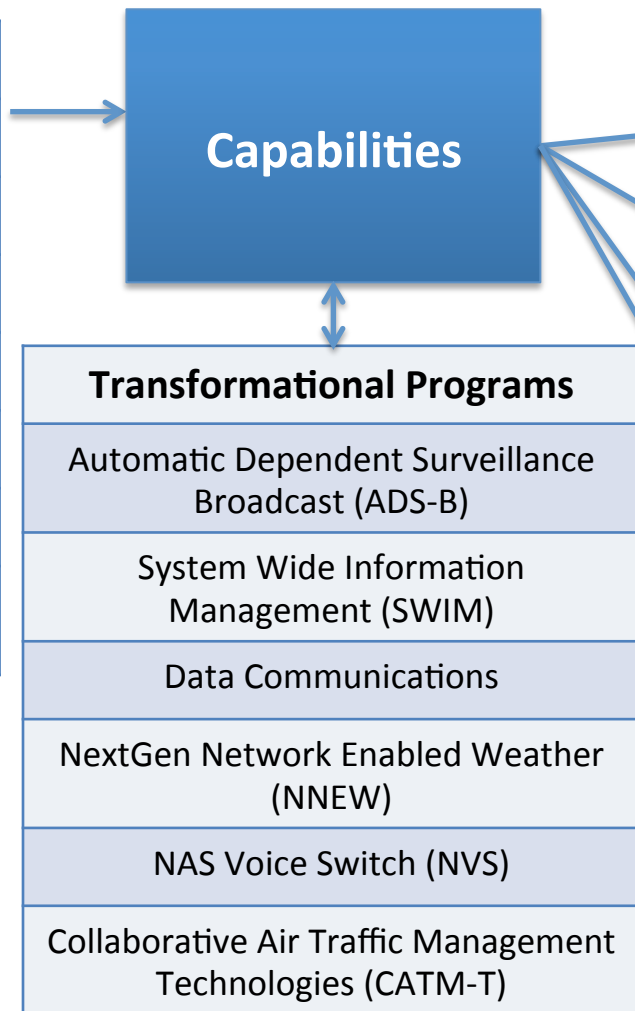 Capabilities
Transformational Programs
Automatic Dependent Surveillance
Broadcast (ADS-B)
System Wide Information
Management (SWIM)
Data Communications
NextGen Network Enabled Weather
(NNEW)
NAS Voice Switch (NVS)
Collaborative Air Traffic Management
Technologies (CATM-T)